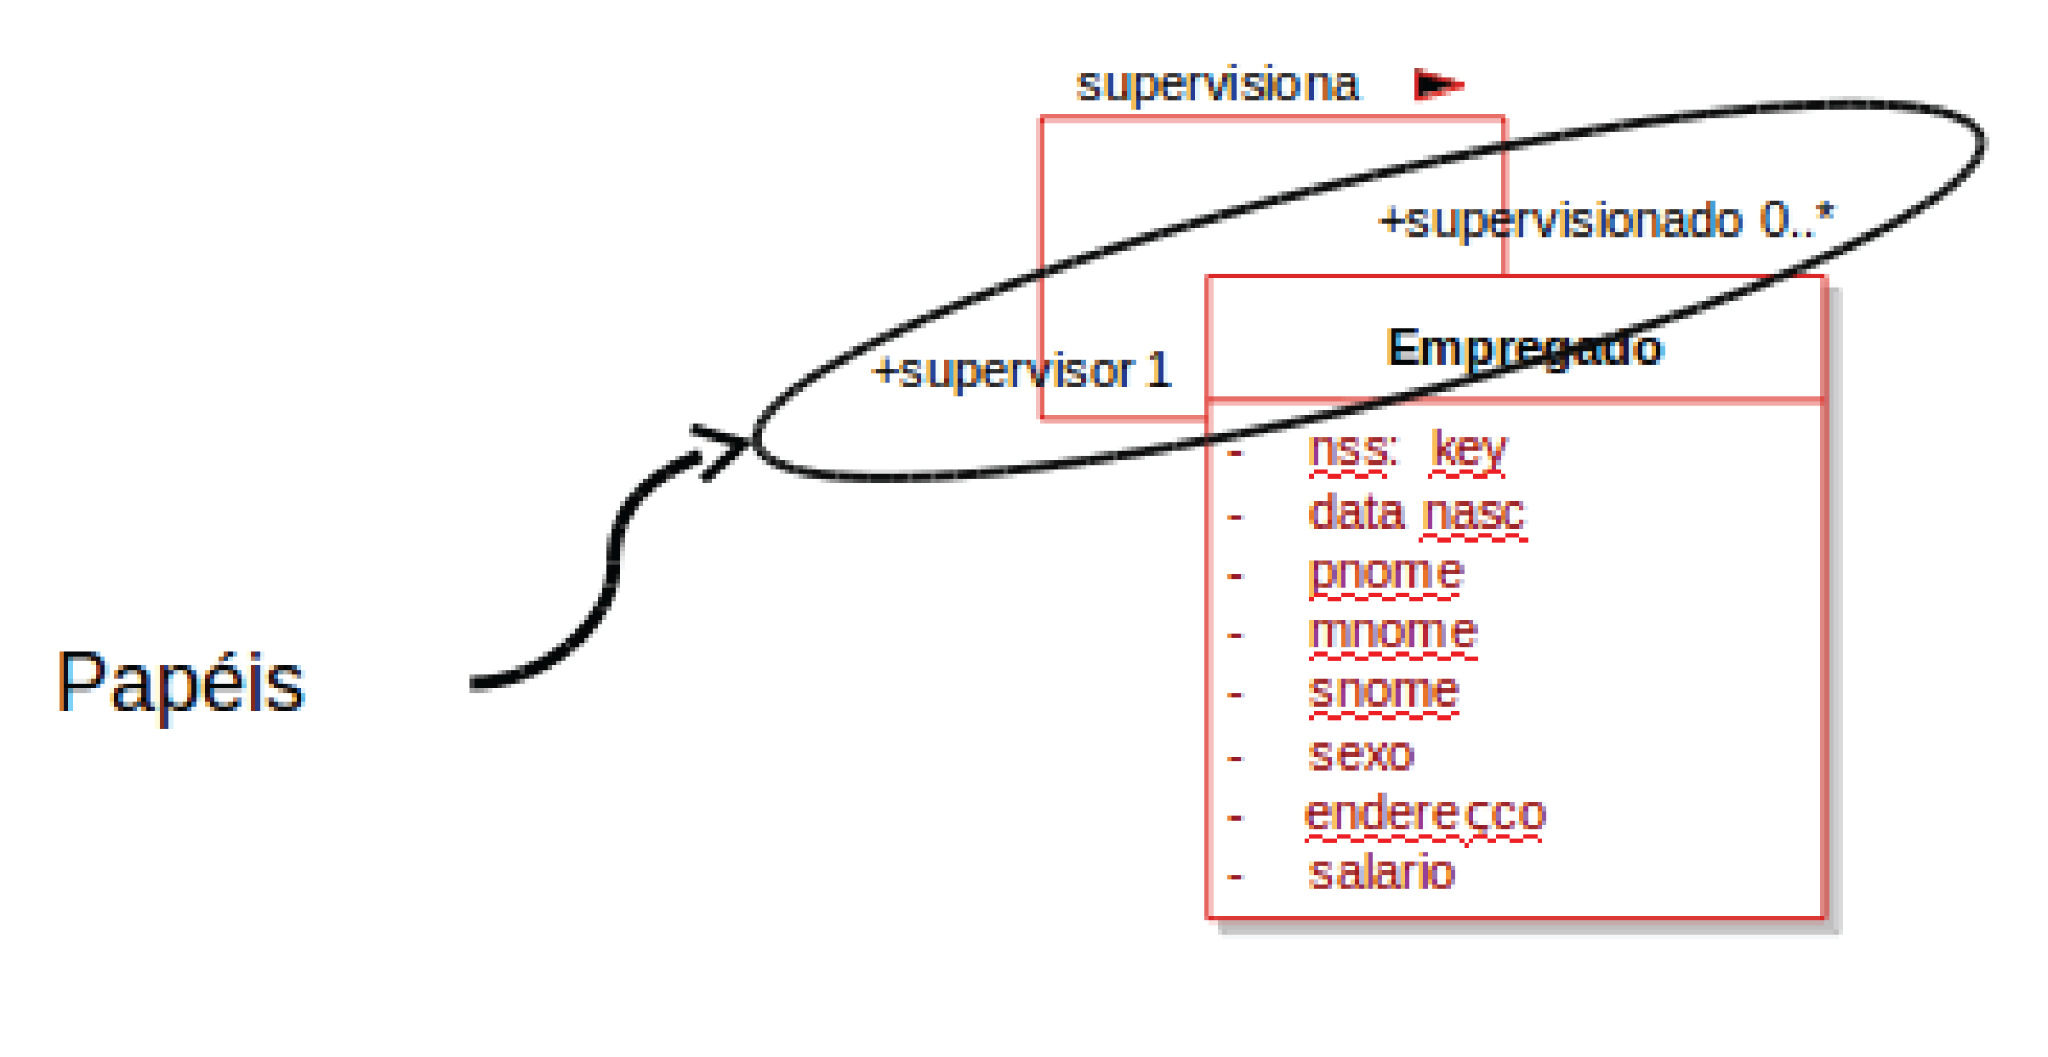 supervisiona
+supervisionado 0..*
Empregado
+supervisor 1
- nss: key
- data nasc
- pnome
- mnome
- snome
- sexo
- endereçco
- salario
Papéis